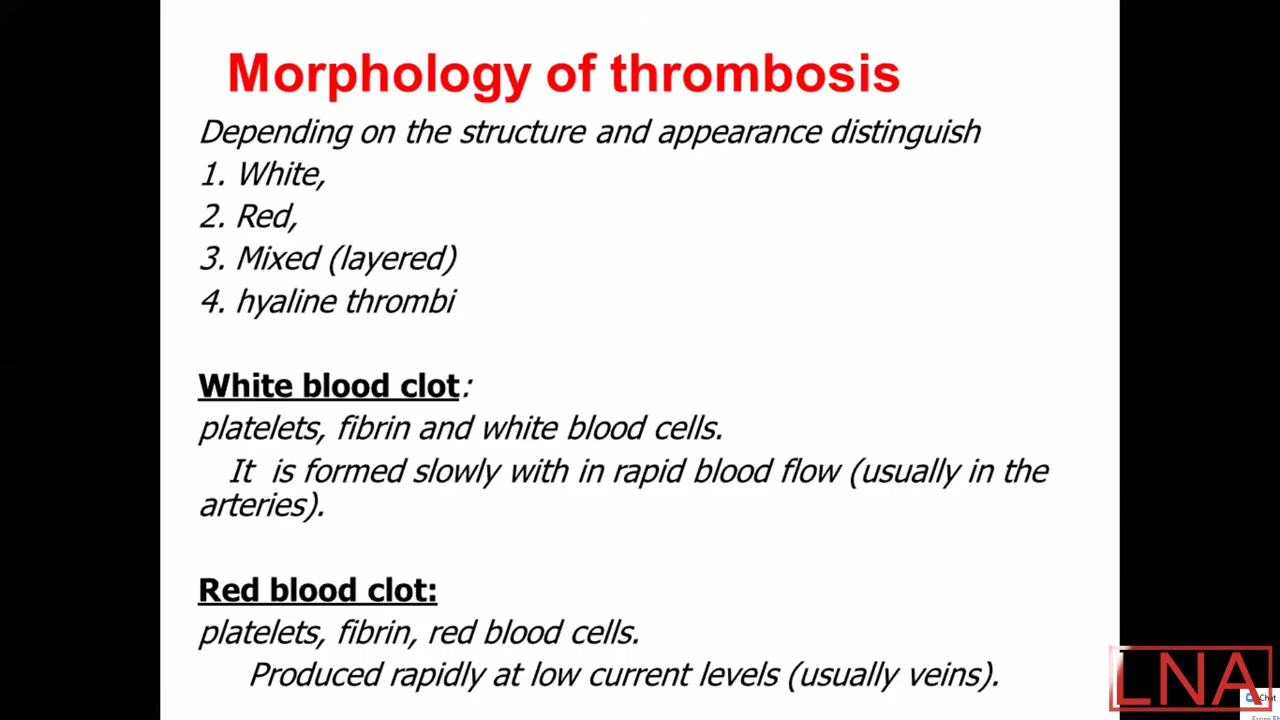 Morphology of thrombosis
Depending on the structure and appearance distinguish
1. White,
2. Red,
3. Mixed (layered)
4. hyaline thrombi
White blood clot:
platelets, fibrin and white blood cells.
It is formed slowly with in rapid blood flow (usually in the
arteries).
Red blood clot:
platelets, fibrin, red blood cells.
Produced rapidly at low current levels (usually veins).
LNA
Chat
From